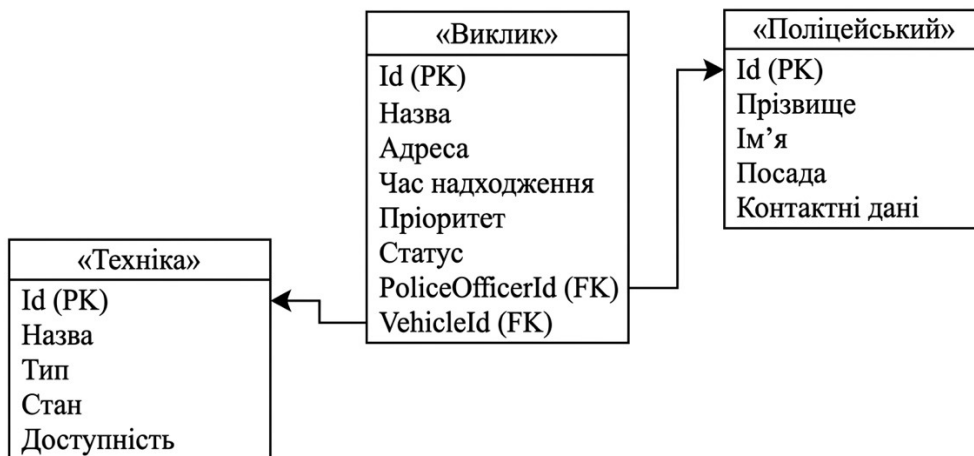 «Виклик»
Id (PK)
Назва
Адреса
Час надходження
Пріоритет
Статус
PoliceOfficerId (FK)
VehicleId (FK)
«Поліцейський»
Id (PK)
Прізвище
Ім’я
Посада
Контактні дані
«Техніка»
Id (PK)
Назва
Тип
Стан
Доступність